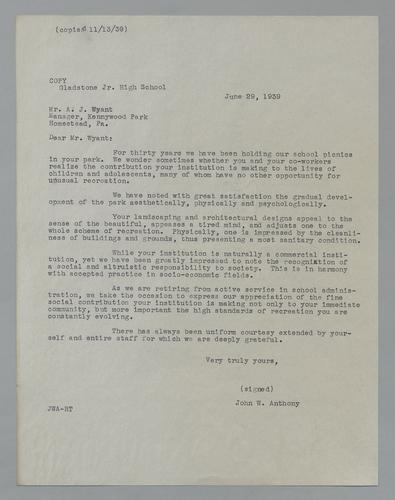 (copied 11/13/39)
COPY
Gladstone Jr. High School
June 29, 1939
Mr. A. J. Wyant
Manager, Kennywood Park
Homestead, Pa.
Dear Mr. Wyant:
For thirty years we have been holding our school picnics
in your park. We wonder sometimes whether you and your co-workers
realize the contribution your institution is making to the lives of
children and adolescents, many of whom have no other opportunity for
unusual recreation.
We have noted with great satisfaction the gradual devel-
opment of the park aesthetically, physically and psychologically.
Your landscaping and architectural designs appeal to the
sense of the beautiful, appeases a tired mind, and adjusts one to the
whole scheme of recreation. Physically, one is impressed by the cleanli-
ness of buildings and grounds, thus presenting a most sanitary condition.
While your institution is naturally a commercial insti-
tution, yet we have been greatly impressed to note the recognition of
a social and altruistic responsibility to society. This is in harmony
with accepted practice in socio-economic fields.
As we are retiring from active service in school adminis-
tration, we take the occasion to express our appreciation of the fine
social contribution your institution is making not only to your immediate
community, but more important the high standards of recreation you are
constantly evolving.
There has always been uniform courtesy extended by your-
self and entire staff for which we are deeply grateful.
Very truly yours,
(signed)
John W. Anthony
JWA-RT